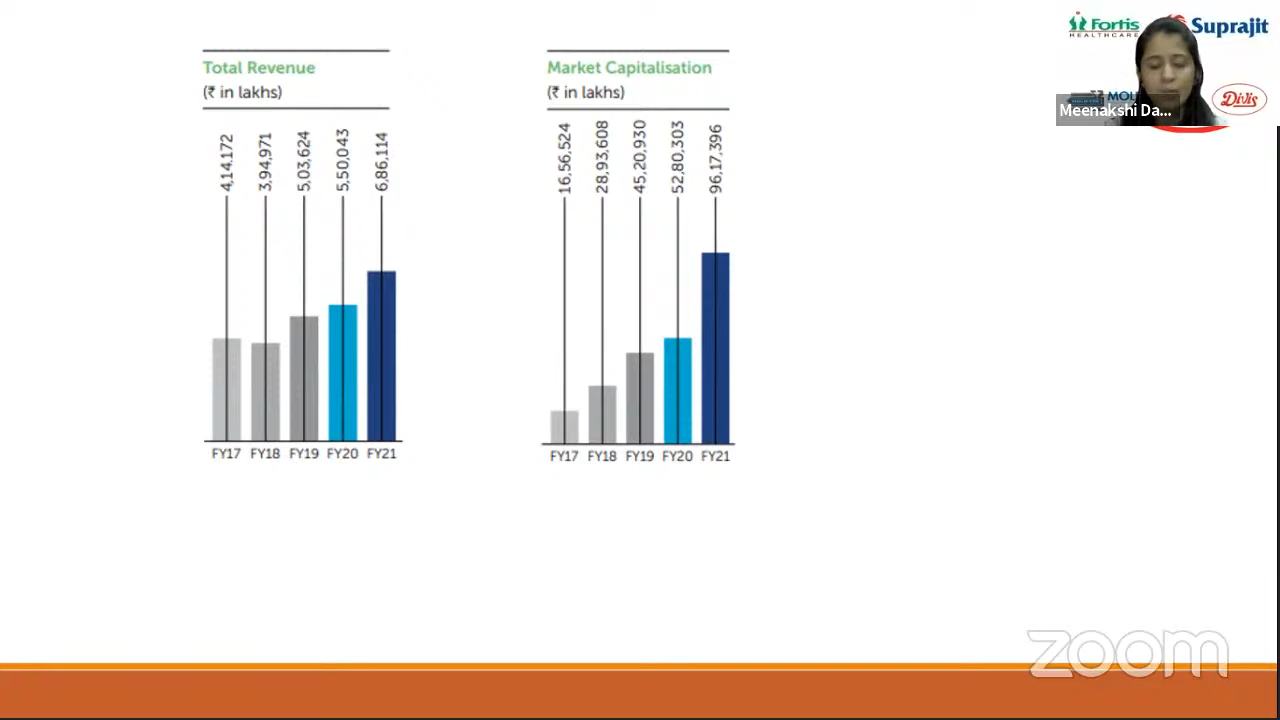 Total Revenue
(₹ in lakhs)
4,14,172
3,94,971
5,03,624
5,50,043
6,86,114
FY17 FY18 FY19 FY20 FY21
Market Capitalisation
(₹ in lakhs)
16,56,524
28,93,608
45,20,930
52,80,303
96,17,396
FY17 FY18 FY19 FY20 FY21
Fortis
HEALTHCARE
Suprajit
Divis
Meenakshi Da...
zoom